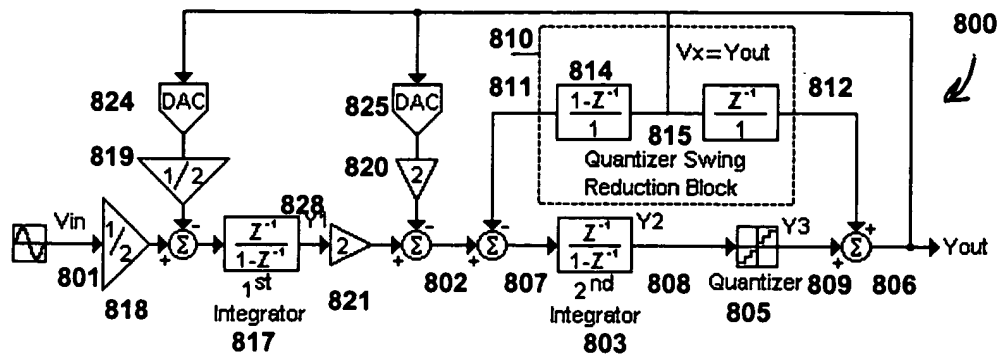 800
810
Vx=Yout
824
DAC
825
DAC
811
814
1-Z⁻¹
1
Z⁻¹
1
812
815
819
1/2
820
2
Quantizer Swing
Reduction Block
Vin
1/2
Σ
828
Y1
Z⁻¹
1-Z⁻¹
2
Σ
Σ
Z⁻¹
1-Z⁻¹
Y2
Y3
Σ
Yout
801
818
1st
Integrator
817
821
802
807
2nd
Integrator
803
808
Quantizer
805
809
806